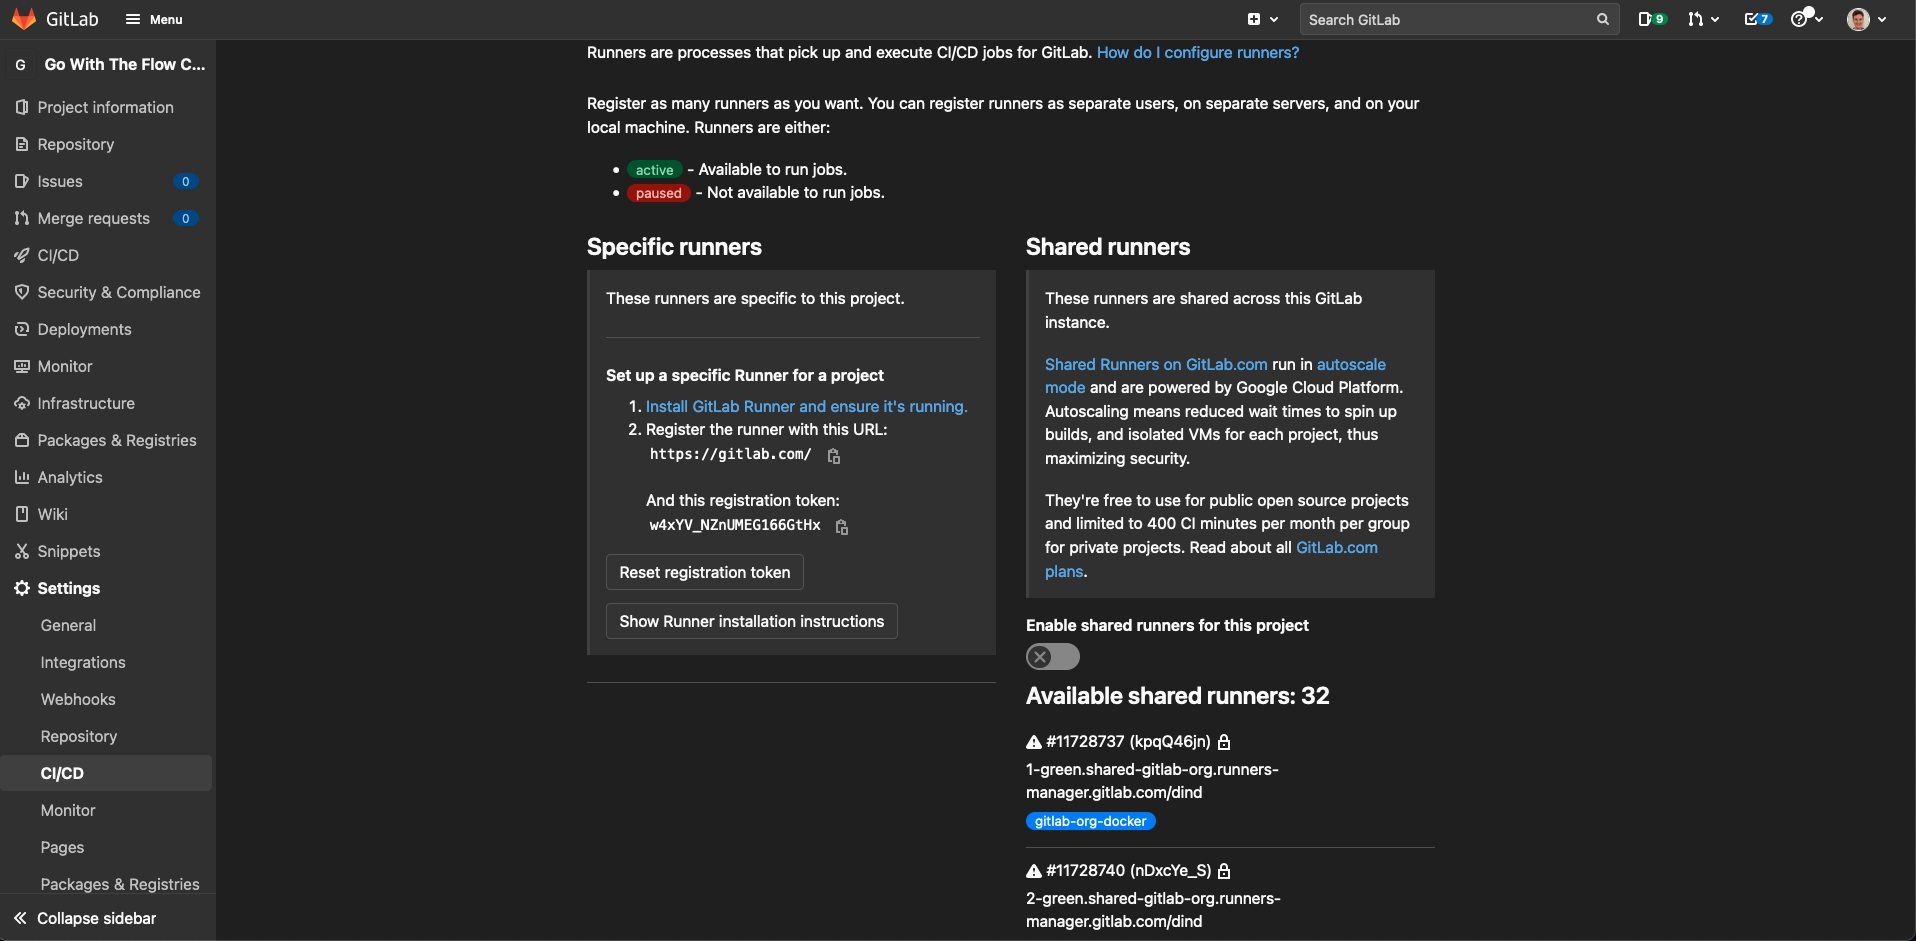 GitLab
Menu
Search GitLab
9
7
G Go With The Flow C...
Project information
Repository
Issues 0
Merge requests 0
CI/CD
Security & Compliance
Deployments
Monitor
Infrastructure
Packages & Registries
Analytics
Wiki
Snippets
Settings
General
Integrations
Webhooks
Repository
CI/CD
Monitor
Pages
Packages & Registries
Collapse sidebar
Runners are processes that pick up and execute CI/CD jobs for GitLab. How do I configure runners?
Register as many runners as you want. You can register runners as separate users, on separate servers, and on your
local machine. Runners are either:
• active - Available to run jobs.
• paused - Not available to run jobs.
Specific runners
These runners are specific to this project.
Set up a specific Runner for a project
1. Install GitLab Runner and ensure it's running.
2. Register the runner with this URL:
https://gitlab.com/
And this registration token:
w4xYV_NZnUMEG166GtHx
Reset registration token
Show Runner installation instructions
Shared runners
These runners are shared across this GitLab
instance.
Shared Runners on GitLab.com run in autoscale
mode and are powered by Google Cloud Platform.
Autoscaling means reduced wait times to spin up
builds, and isolated VMs for each project, thus
maximizing security.
They're free to use for public open source projects
and limited to 400 CI minutes per month per group
for private projects. Read about all GitLab.com
plans.
Enable shared runners for this project
Available shared runners: 32
#11728737 (kpqQ46jn)
1-green.shared-gitlab-org.runners-
manager.gitlab.com/dind
gitlab-org-docker
#11728740 (nDxcYe_S)
2-green.shared-gitlab-org.runners-
manager.gitlab.com/dind